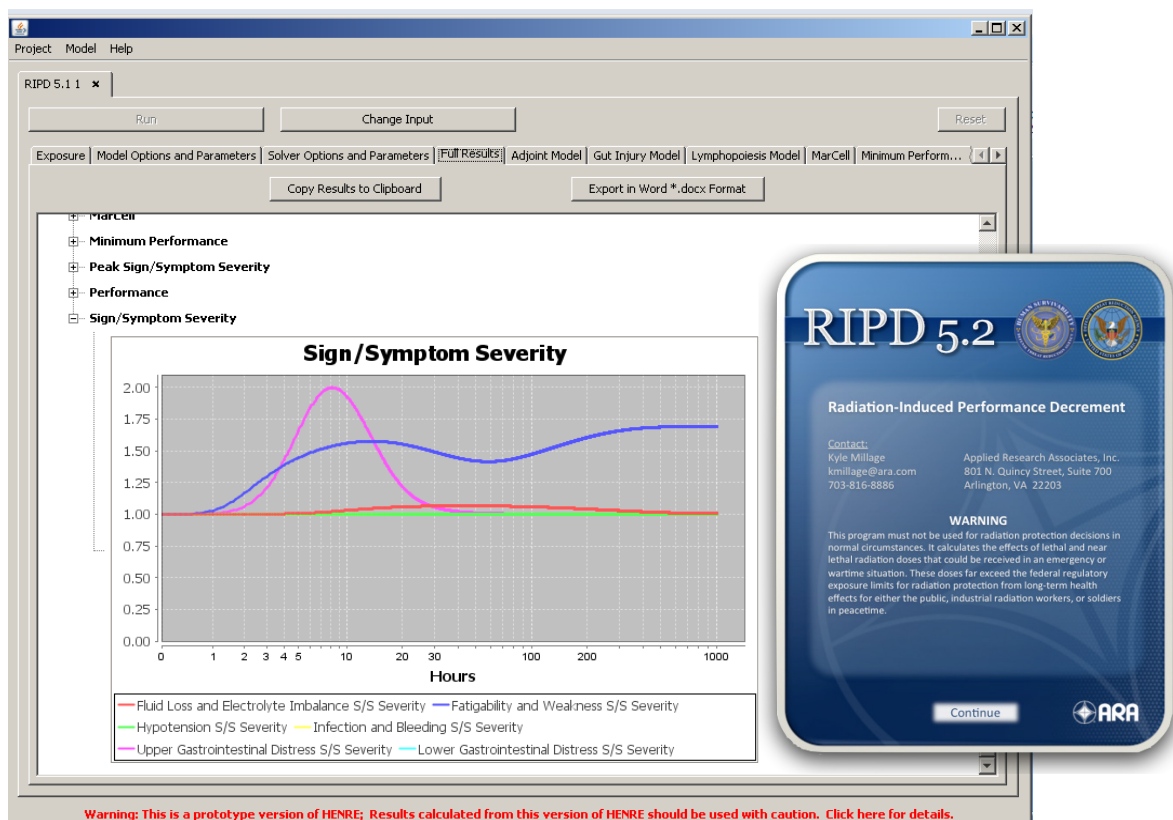 Project Model Help
RIPD 5.1 1 ×
Run Change Input Reset
Exposure Model Options and Parameters Solver Options and Parameters Full Results Adjoint Model Gut Injury Model Lymphopoiesis Model MarCell Minimum Perform...
Copy Results to Clipboard Export in Word *.docx Format
Marcell
Minimum Performance
Peak Sign/Symptom Severity
Performance
Sign/Symptom Severity
Sign/Symptom Severity
2.00
1.75
1.50
1.25
1.00
0.75
0.50
0.25
0.00
0 1 2 3 4 5 10 20 30 100 200 1000
Hours
Fluid Loss and Electrolyte Imbalance S/S Severity Fatigability and Weakness S/S Severity
Hypotension S/S Severity Infection and Bleeding S/S Severity
Upper Gastrointestinal Distress S/S Severity Lower Gastrointestinal Distress S/S Severity
Warning: This is a prototype version of HENRE; Results calculated from this version of HENRE should be used with caution. Click here for details.
RIPD 5.2
Radiation-Induced Performance Decrement
Contact:
Kyle Millage Applied Research Associates, Inc.
kmillage@ara.com 801 N. Quincy Street, Suite 700
703-816-8886 Arlington, VA 22203
WARNING
This program must not be used for radiation protection decisions in
normal circumstances. It calculates the effects of lethal and near
lethal radiation doses that could be received in an emergency or
wartime situation. These doses far exceed the federal regulatory
exposure limits for radiation protection from long-term health
effects for either the public, industrial radiation workers, or soldiers
in peacetime.
Continue
ARA